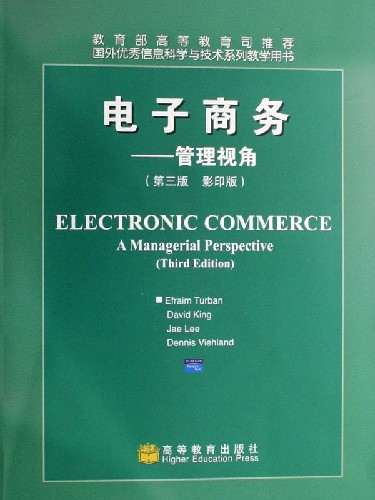 教育部高等教育司推荐
国外优秀信息科学与技术系列教学用书
电子商务
——管理视角
(第三版 影印版)
ELECTRONIC COMMERCE
A Managerial Perspective
(Third Edition)
Efraim Turban
David King
Jae Lee
Dennis Viehland
高等教育出版社
Higher Education Press